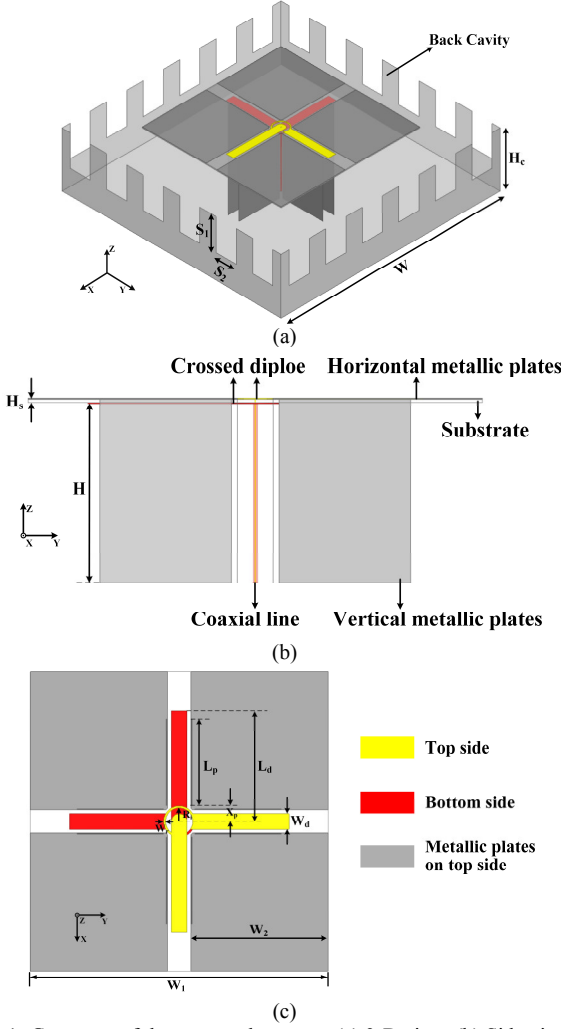 Back Cavity
Hc
S1
S2
W
Z
X
Y
(a)
Crossed diploe
Horizontal metallic plates
Hs
Substrate
H
Z
X
Y
Coaxial line
Vertical metallic plates
(b)
Lp
Ld
Xp
R
W
Wd
Top side
Bottom side
Metallic plates
on top side
Z
Y
X
W2
W1
(c)